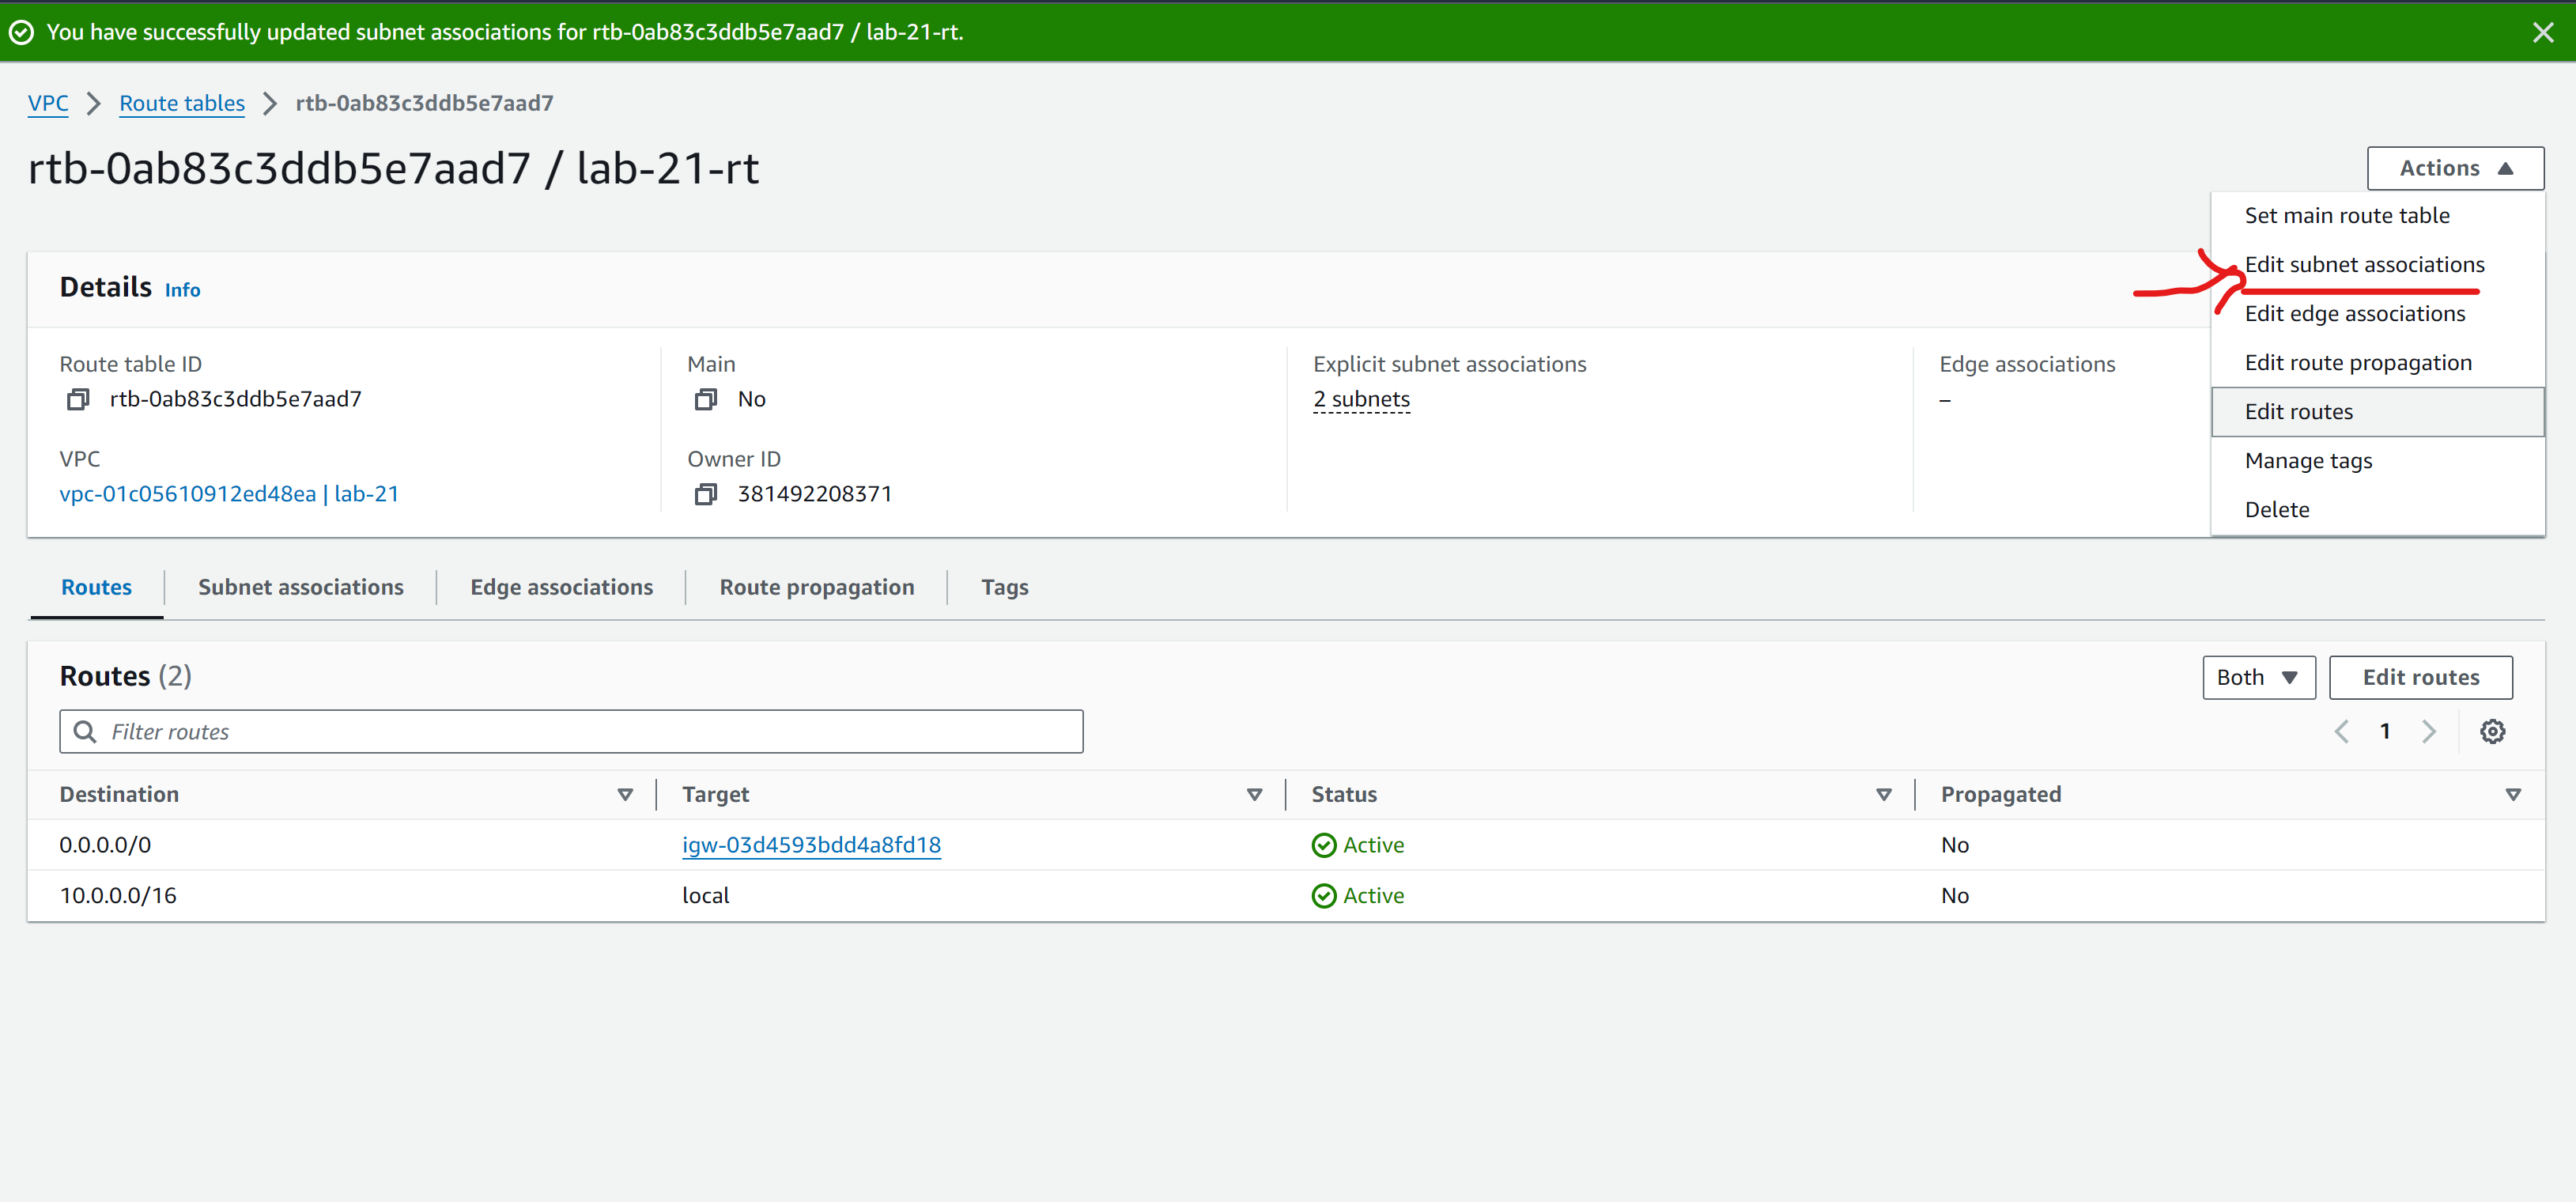 You have successfully updated subnet associations for rtb-0ab83c3ddb5e7aad7 / lab-21-rt.
VPC Route tables rtb-0ab83c3ddb5e7aad7
rtb-0ab83c3ddb5e7aad7 / lab-21-rt
Actions
Set main route table
Edit subnet associations
Edit edge associations
Edit route propagation
Edit routes
Manage tags
Delete
Details Info
Route table ID
rtb-0ab83c3ddb5e7aad7
Main
No
Explicit subnet associations
2 subnets
Edge associations
–
VPC
vpc-01c05610912ed48ea | lab-21
Owner ID
381492208371
Routes Subnet associations Edge associations Route propagation Tags
Routes (2)
Both Edit routes
Filter routes
1
Destination Target Status Propagated
0.0.0.0/0 igw-03d4593bdd4a8fd18 Active No
10.0.0.0/16 local Active No